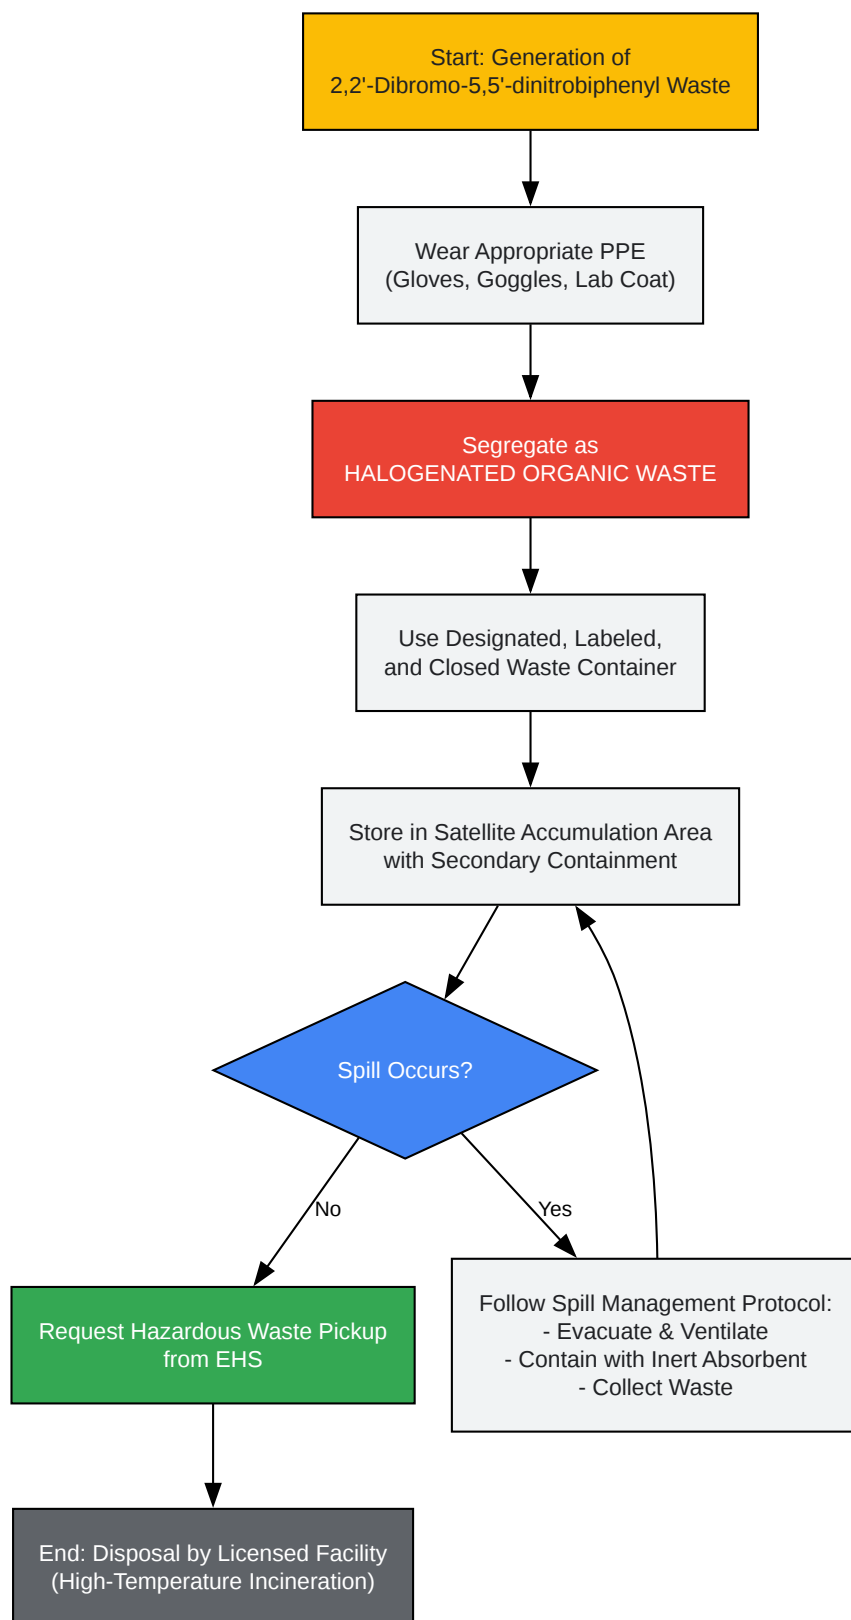 Start: Generation of
2,2'-Dibromo-5,5'-dinitrobiphenyl Waste
Wear Appropriate PPE
(Gloves, Goggles, Lab Coat)
Segregate as
HALOGENATED ORGANIC WASTE
Use Designated, Labeled,
and Closed Waste Container
Store in Satellite Accumulation Area
with Secondary Containment
Spill Occurs?
No
Yes
Request Hazardous Waste Pickup
from EHS
Follow Spill Management Protocol:
- Evacuate & Ventilate
- Contain with Inert Absorbent
- Collect Waste
End: Disposal by Licensed Facility
(High-Temperature Incineration)